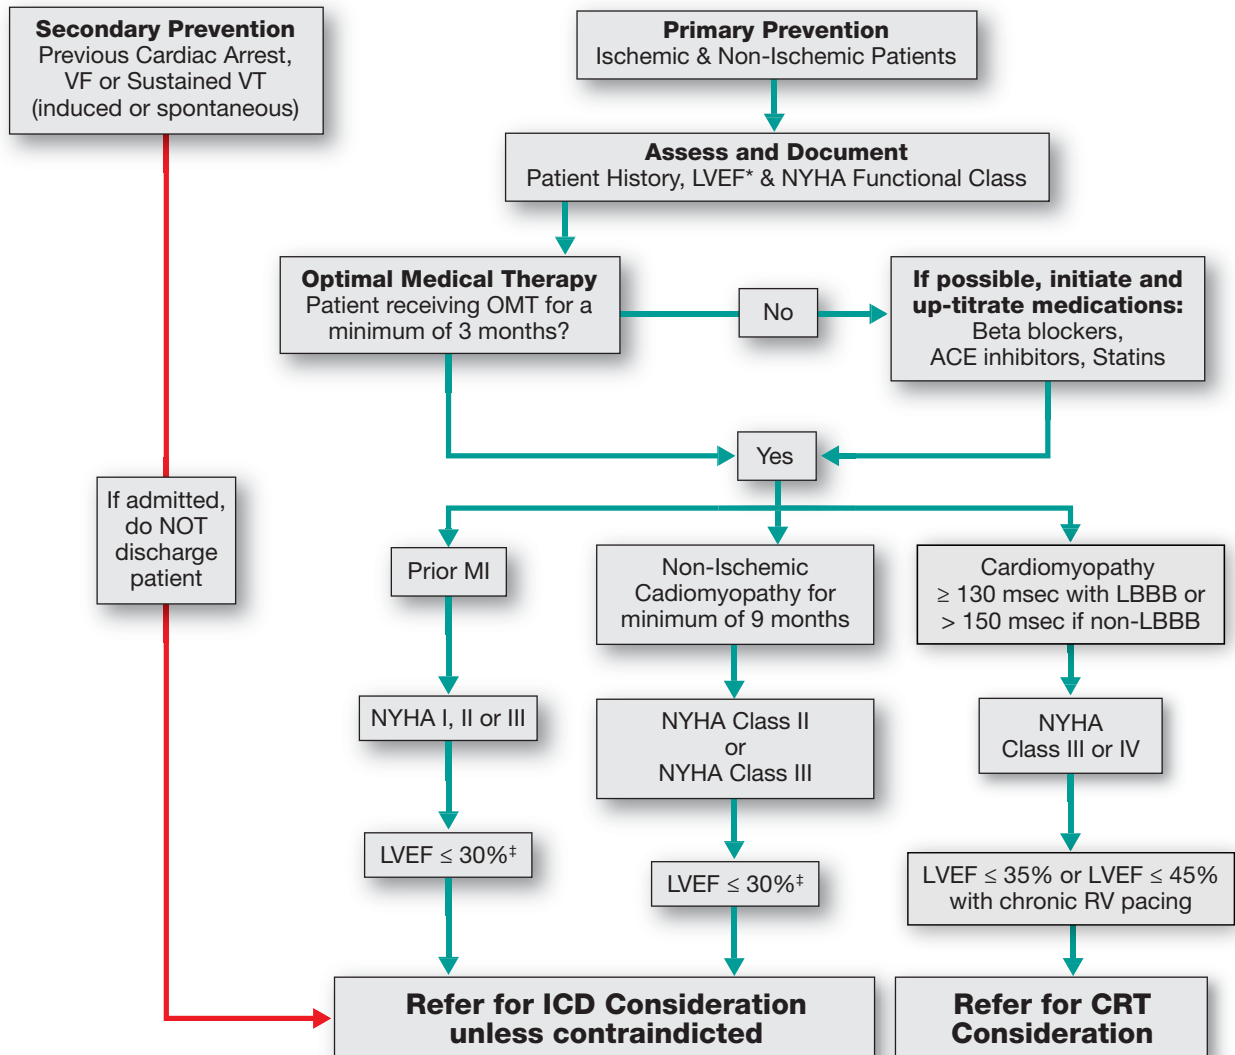 Secondary Prevention
Previous Cardiac Arrest,
VF or Sustained VT
(induced or spontaneous)
Primary Prevention
Ischemic & Non-Ischemic Patients
Assess and Document
Patient History, LVEF* & NYHA Functional Class
Optimal Medical Therapy
Patient receiving OMT for a
minimum of 3 months?
No
If possible, initiate and
up-titrate medications:
Beta blockers,
ACE inhibitors, Statins
Yes
If admitted,
do NOT
discharge
patient
Prior MI
Non-Ischemic
Cadiomyopathy for
minimum of 9 months
Cardiomyopathy
≥ 130 msec with LBBB or
> 150 msec if non-LBBB
NYHA I, II or III
NYHA Class II
or
NYHA Class III
NYHA
Class III or IV
LVEF ≤ 30%‡
LVEF ≤ 30%‡
LVEF ≤ 35% or LVEF ≤ 45%
with chronic RV pacing
Refer for ICD Consideration
unless contraindicted
Refer for CRT
Consideration